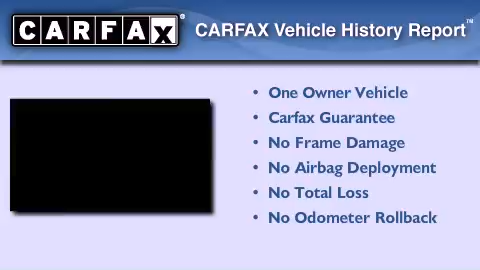 CARFAX® CARFAX Vehicle History Report™
• One Owner Vehicle
• Carfax Guarantee
• No Frame Damage
• No Airbag Deployment
• No Total Loss
• No Odometer Rollback